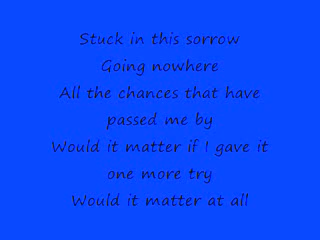 Stuck in this sorrow
Going nowhere
All the chances that have
passed me by
Would it matter if I gave it
one more try
Would it matter at all